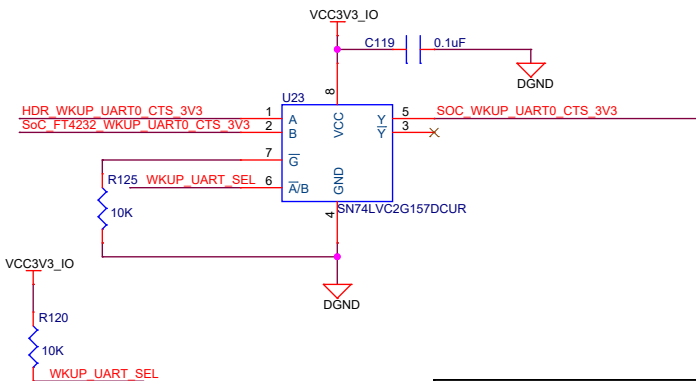 VCC3V3_IO
C119 0.1uF
DGND
U23
8
HDR_WKUP_UART0_CTS_3V3 1 A VCC Y 5 SOC_WKUP_UART0_CTS_3V3
SoC_FT4232_WKUP_UART0_CTS_3V3 2 B Y 3
7 G
R125 WKUP_UART_SEL 6 A/B GND
10K
4 SN74LVC2G157DCUR
VCC3V3_IO
DGND
R120
10K
WKUP_UART_SEL